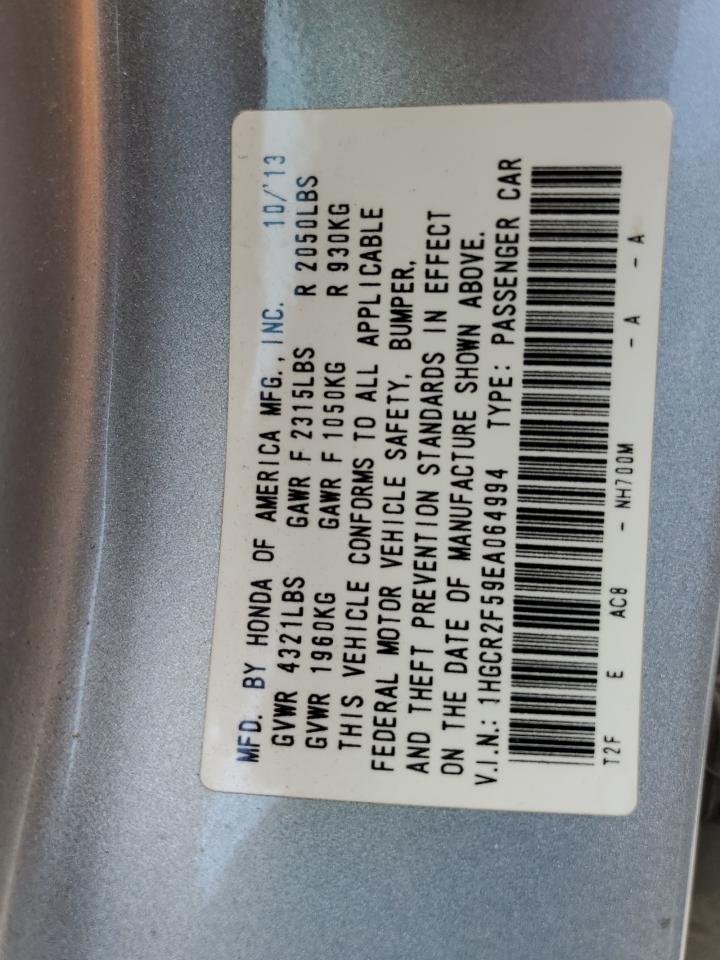 MFD. BY HONDA OF AMERICA MFG., INC. 10/'13
GVWR 4321LBS GAWR F 2315LBS R 2050LBS
GVWR 1960KG GAWR F 1050KG R 930KG
THIS VEHICLE CONFORMS TO ALL APPLICABLE
FEDERAL MOTOR VEHICLE SAFETY, BUMPER,
AND THEFT PREVENTION STANDARDS IN EFFECT
ON THE DATE OF MANUFACTURE SHOWN ABOVE.
V.I.N.: 1HGCR2F59EA064994 TYPE: PASSENGER CAR
T2F E AC8 - NH700M - A - A